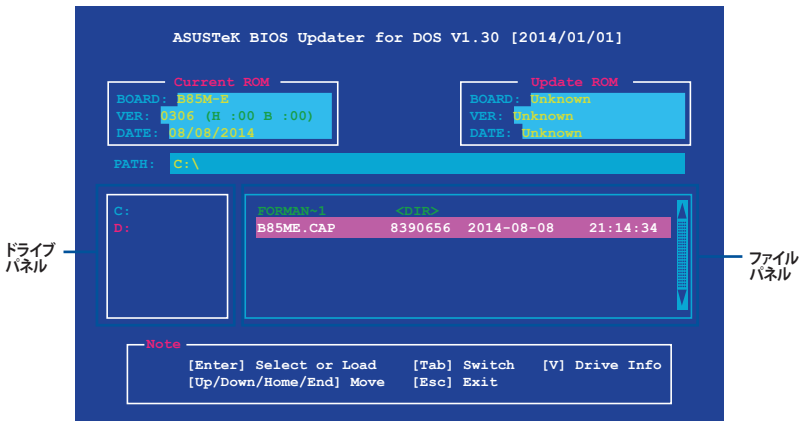 ASUSTeK BIOS Updater for DOS V1.30 [2014/01/01]
Current ROM
BOARD: B85M-E
VER: 0306 (H :00 B :00)
DATE: 08/08/2014
Update ROM
BOARD: Unknown
VER: Unknown
DATE: Unknown
PATH: C:\
C:
D:
FORMAN~1 <DIR>
B85ME.CAP 8390656 2014-08-08 21:14:34
ドライブ
パネル
ファイル
パネル
Note
[Enter] Select or Load [Tab] Switch [V] Drive Info
[Up/Down/Home/End] Move [Esc] Exit